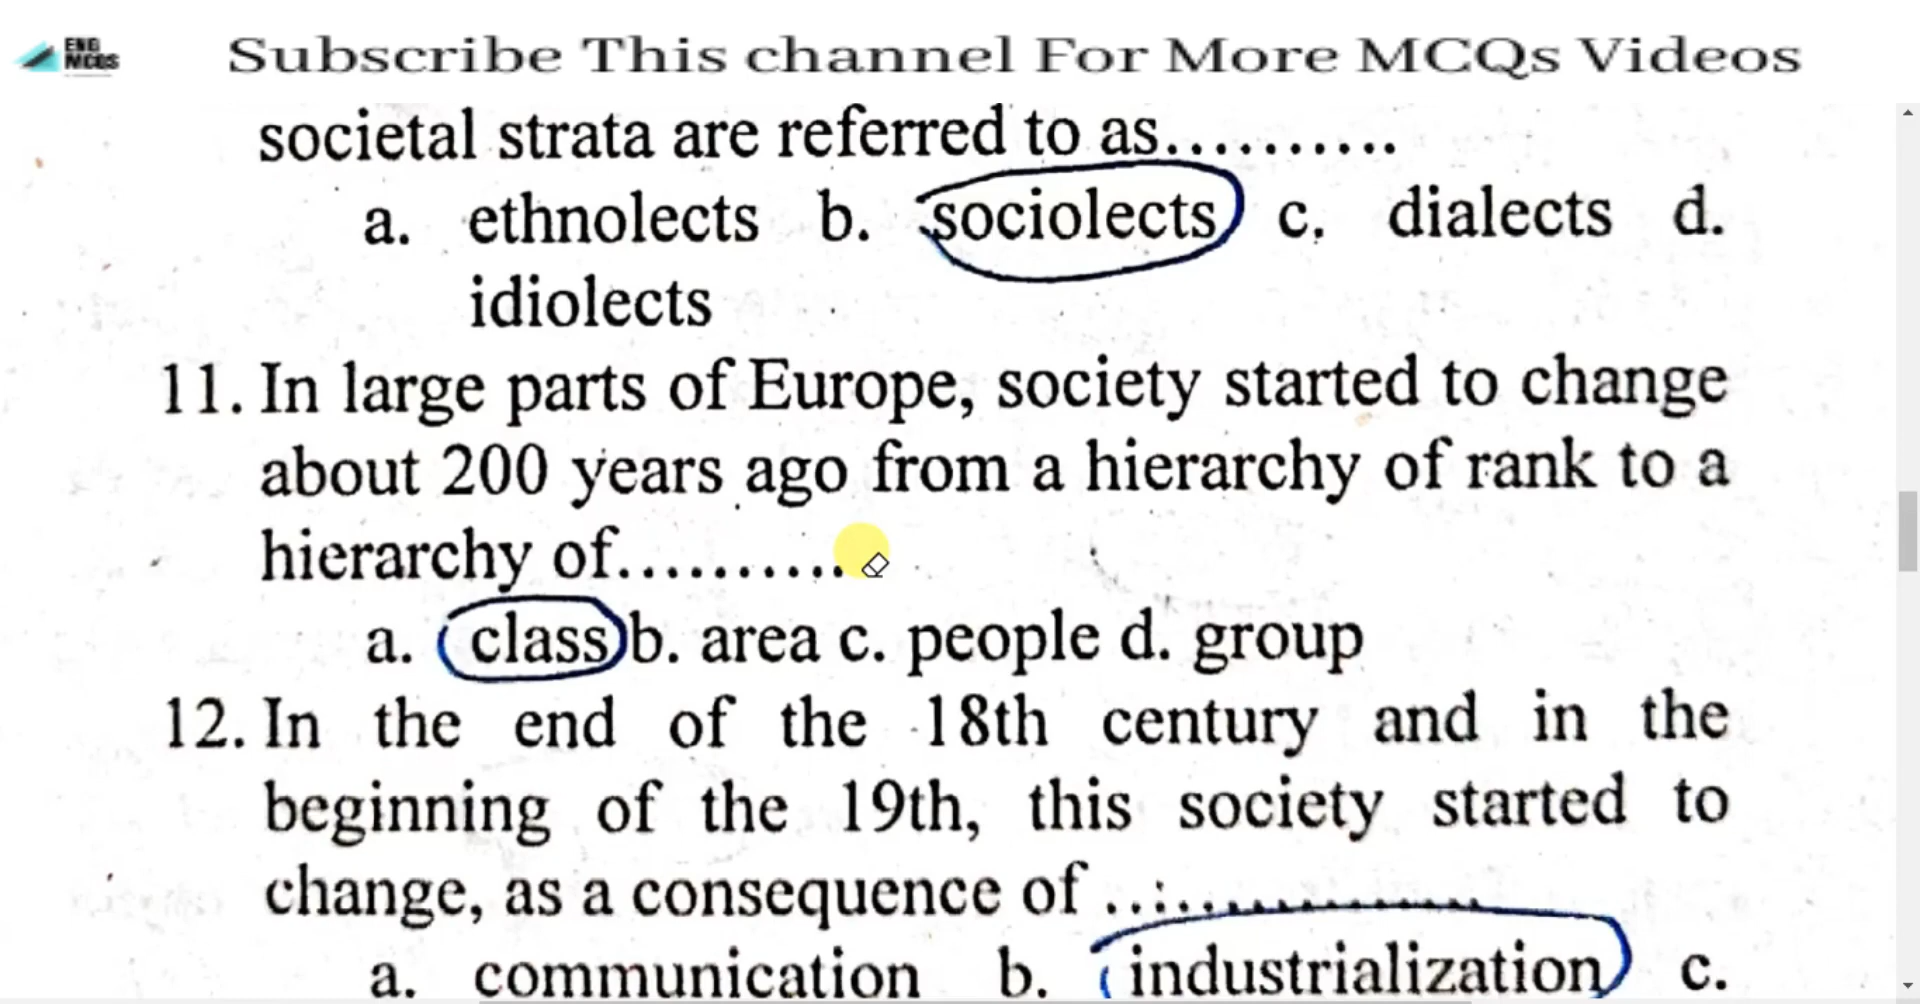 ENG
MCQS
Subscribe This channel For More MCQs Videos
societal strata are referred to as..........
a. ethnolects b. sociolects c. dialects d.
idiolects
11. In large parts of Europe, society started to change
about 200 years ago from a hierarchy of rank to a
hierarchy of...........
a. class b. area c. people d. group
12. In the end of the 18th century and in the
beginning of the 19th, this society started to
change, as a consequence of .................
a. communication b. industrialization c.